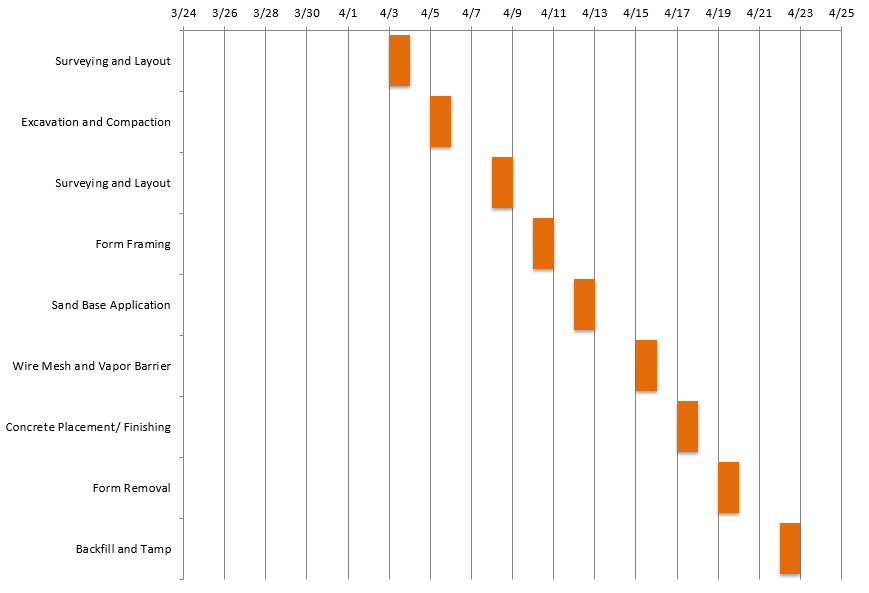 3/24 3/26 3/28 3/30 4/1 4/3 4/5 4/7 4/9 4/11 4/13 4/15 4/17 4/19 4/21 4/23 4/25
Surveying and Layout
Excavation and Compaction
Surveying and Layout
Form Framing
Sand Base Application
Wire Mesh and Vapor Barrier
Concrete Placement/ Finishing
Form Removal
Backfill and Tamp